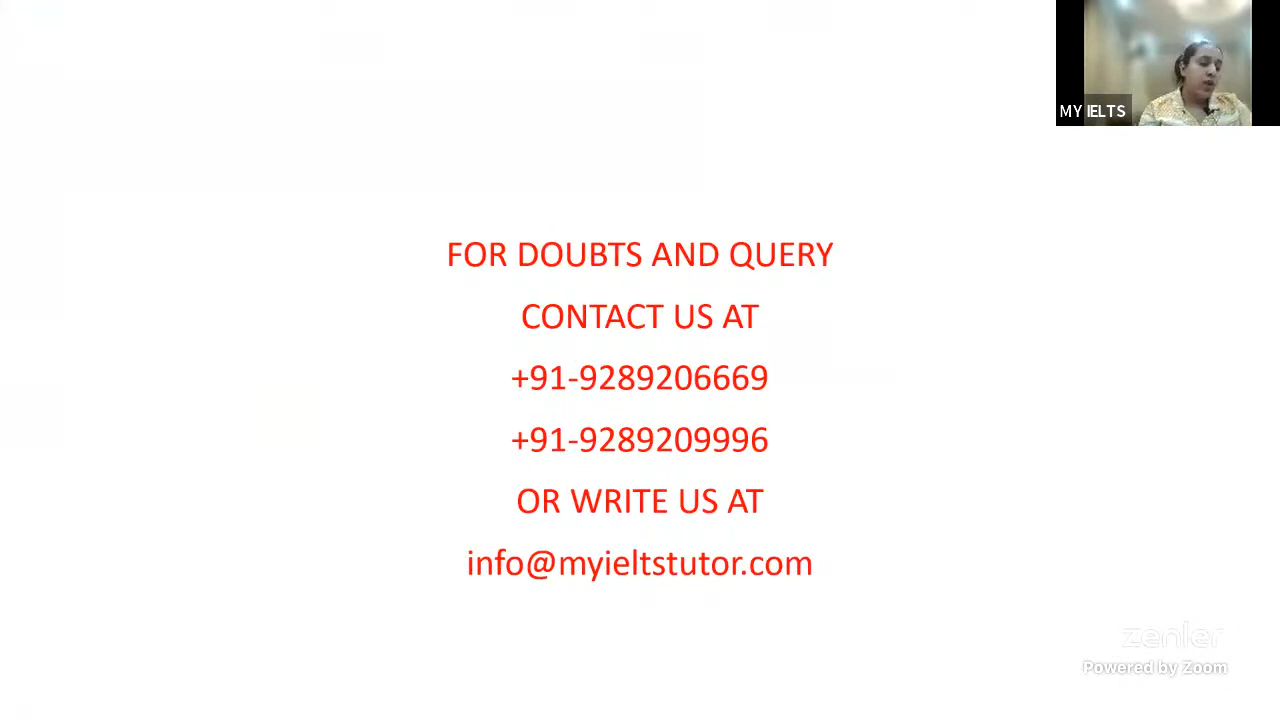 MY IELTS
FOR DOUBTS AND QUERY
CONTACT US AT
+91-9289206669
+91-9289209996
OR WRITE US AT
info@myieltstutor.com
zenler
Powered by Zoom